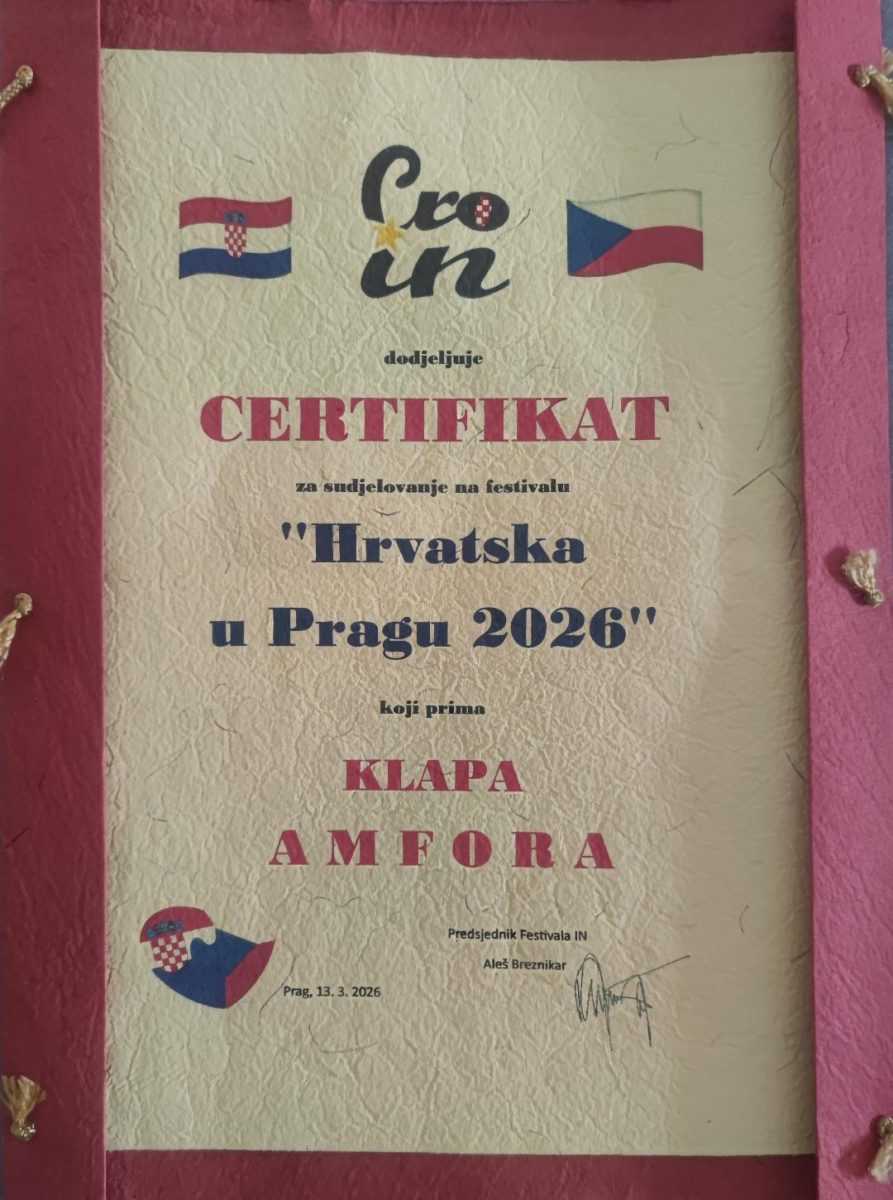 Cro
in
dodjeljuje
CERTIFIKAT
za sudjelovanje na festivalu
"Hrvatska
u Pragu 2026"
koji prima
KLAPA
AMFORA
Predsjednik Festivala IN
Aleš Breznikar
Prag, 13. 3. 2026